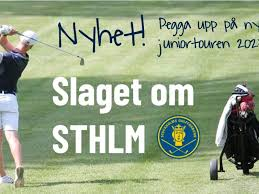 Nyhet!
Pegga upp på ny
juniortouren 202
Slaget om
STHLM